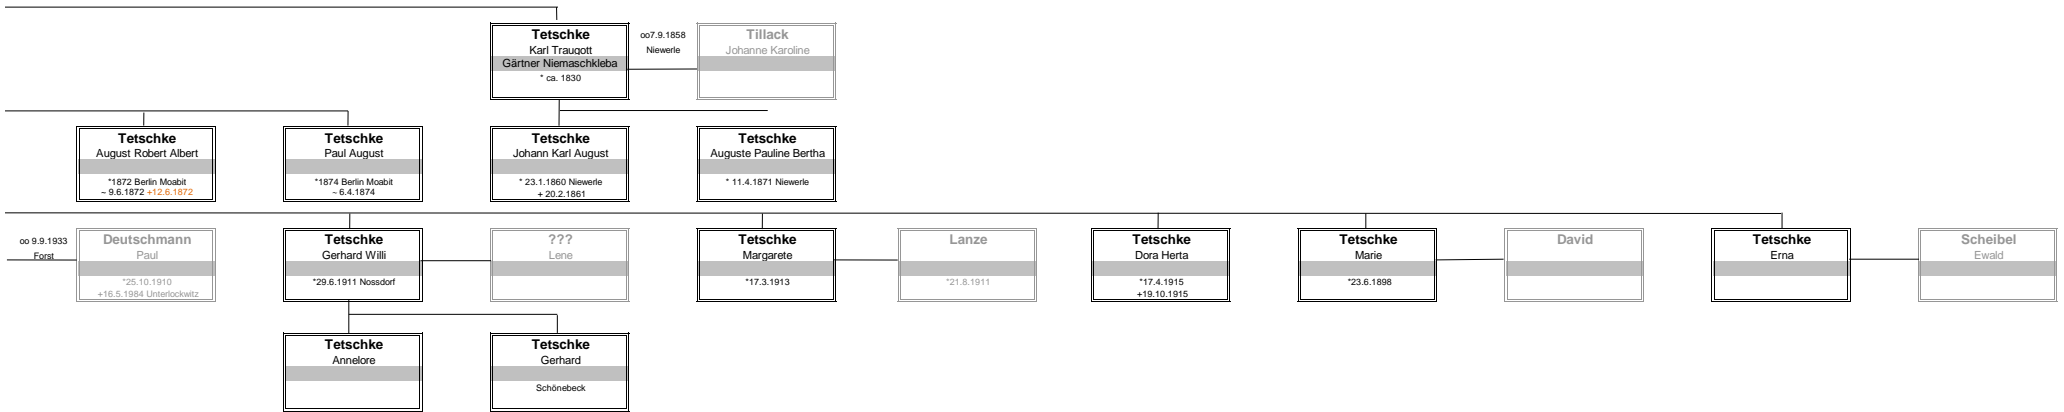 Tetschke
Karl Traugott
Gärtner Niemaschkleba
* ca. 1830
oo7.9.1858
Niewerle
Tillack
Johanne Karoline
Tetschke
August Robert Albert
*1872 Berlin Moabit
~ 9.6.1872 +12.6.1872
Tetschke
Paul August
*1874 Berlin Moabit
~ 6.4.1874
Tetschke
Johann Karl August
* 23.1.1860 Niewerle
+ 20.2.1861
Tetschke
Auguste Pauline Bertha
* 11.4.1871 Niewerle
oo 9.9.1933
Forst
Deutschmann
Paul
*25.10.1910
+16.5.1984 Unterlockwitz
Tetschke
Gerhard Willi
*29.6.1911 Nossdorf
???
Lene
Tetschke
Margarete
*17.3.1913
Lanze
*21.8.1911
Tetschke
Dora Herta
*17.4.1915
+19.10.1915
Tetschke
Marie
*23.6.1898
David
Tetschke
Erna
Scheibel
Ewald
Tetschke
Annelore
Tetschke
Gerhard
Schönebeck